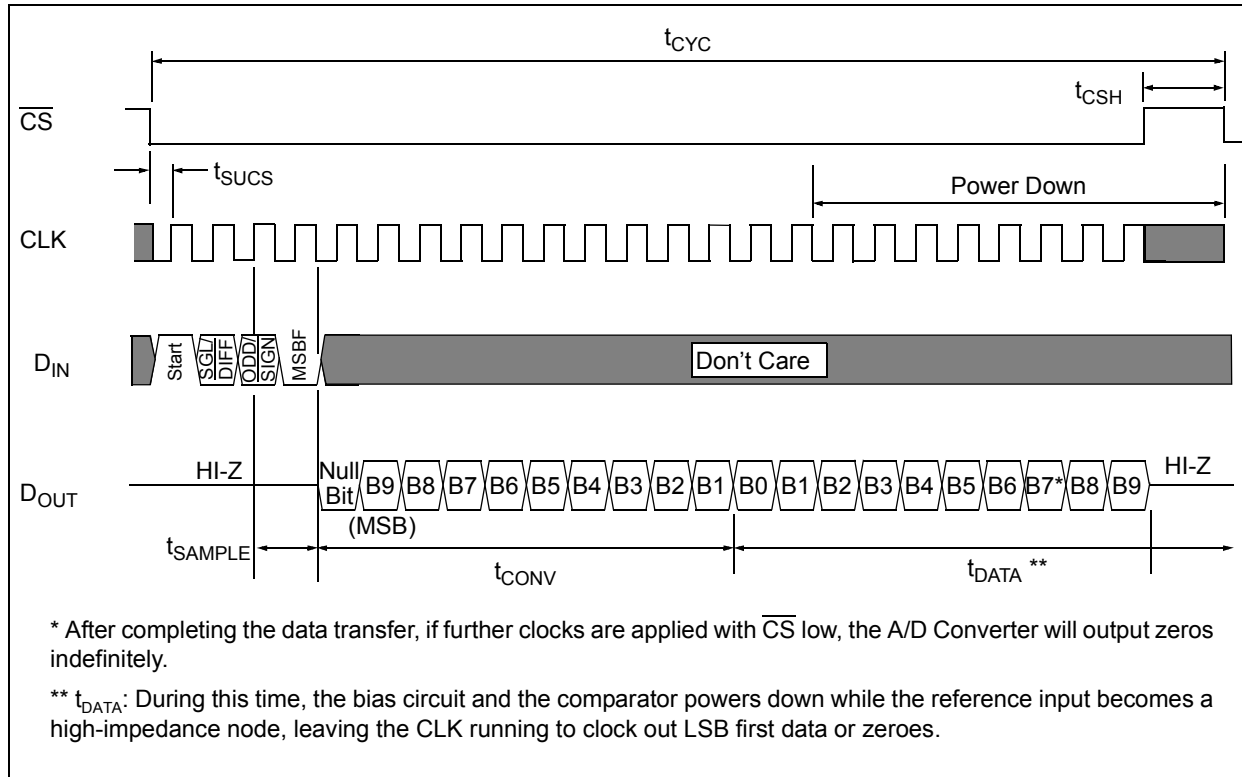 tCYC
tCSH
CS
tSUCS
Power Down
CLK
DIN
Start
SGL/
DIFF
ODD/
SIGN
MSBF
Don't Care
HI-Z
DOUT
Null
Bit
B9 B8 B7 B6 B5 B4 B3 B2 B1 B0 B1 B2 B3 B4 B5 B6 B7* B8 B9
HI-Z
(MSB)
tSAMPLE
tCONV
tDATA **
* After completing the data transfer, if further clocks are applied with CS low, the A/D Converter will output zeros
indefinitely.
** tDATA: During this time, the bias circuit and the comparator powers down while the reference input becomes a
high-impedance node, leaving the CLK running to clock out LSB first data or zeroes.